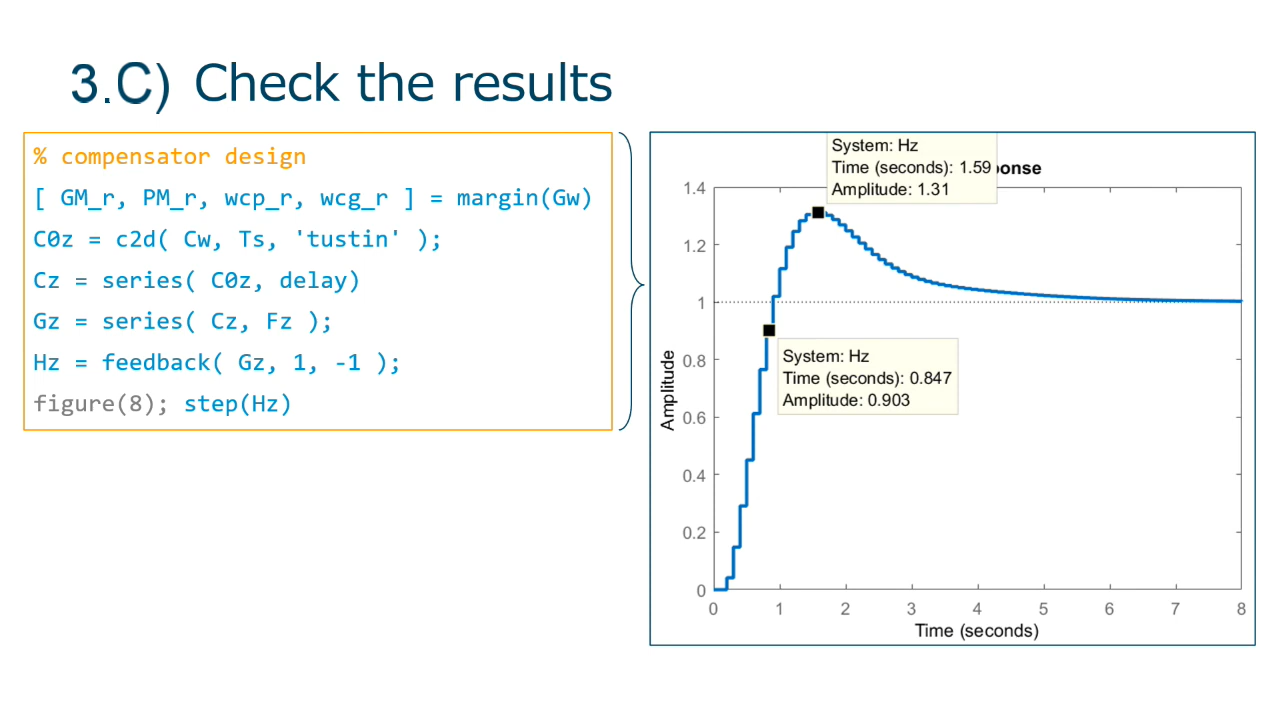 3.C) Check the results
% compensator design
[ GM_r, PM_r, wcp_r, wcg_r ] = margin(Gw)
C0z = c2d( Cw, Ts, 'tustin' );
Cz = series( C0z, delay)
Gz = series( Cz, Fz );
Hz = feedback( Gz, 1, -1 );
figure(8); step(Hz)
System: Hz
Time (seconds): 1.59
Amplitude: 1.31
1.4
1.2
1
0.8
0.6
0.4
0.2
0
Amplitude
System: Hz
Time (seconds): 0.847
Amplitude: 0.903
0 1 2 3 4 5 6 7 8
Time (seconds)